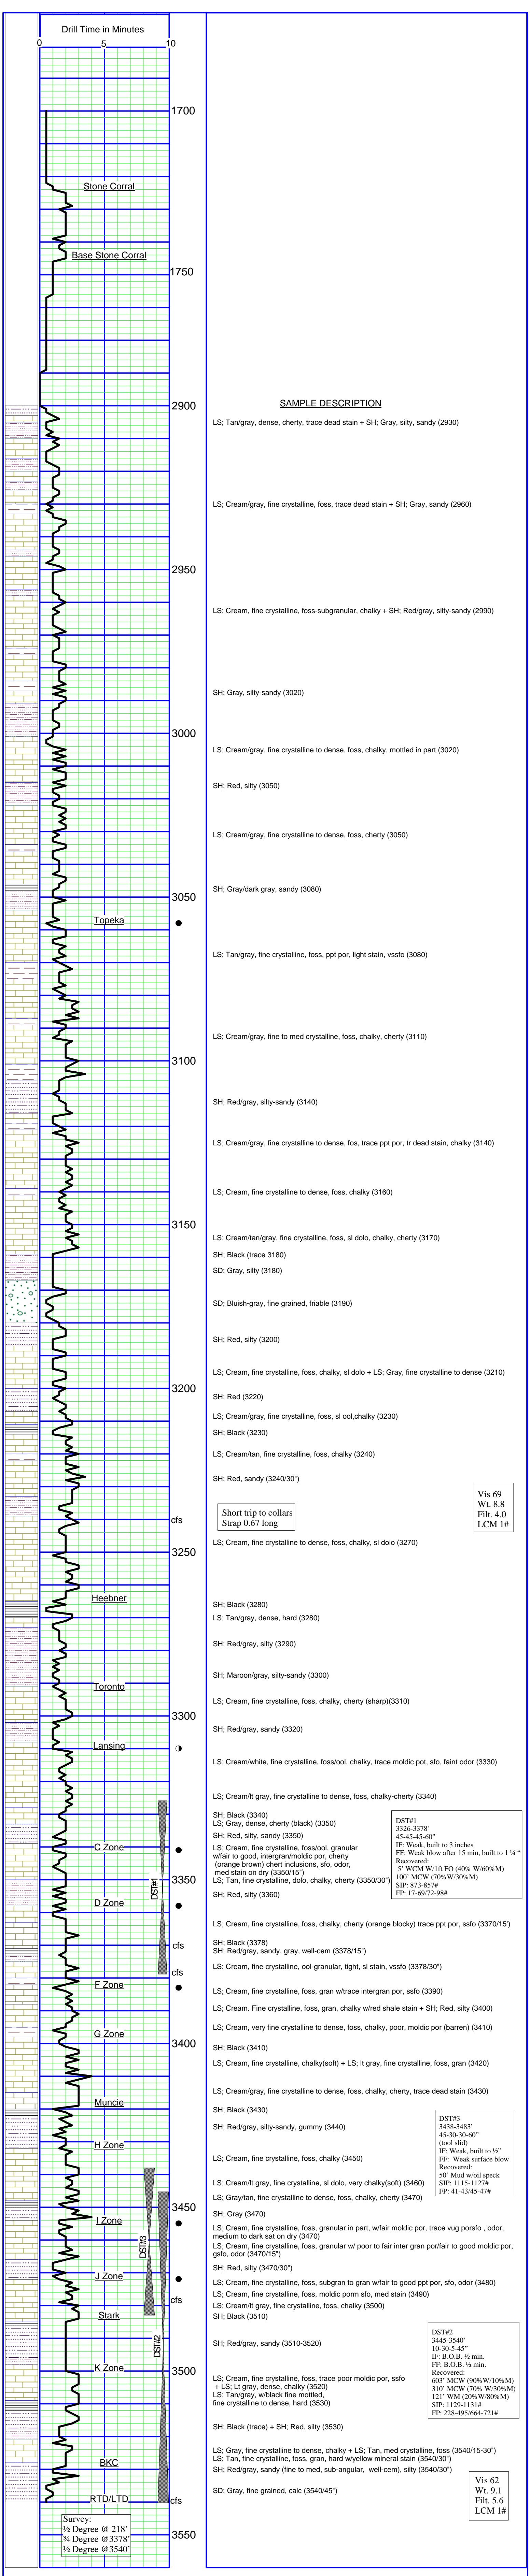 Drill Time in Minutes
0 5 10
1700
Stone Corral
Base Stone Corral
1750
2900
SAMPLE DESCRIPTION
LS; Tan/gray, dense, cherty, trace dead stain + SH; Gray, silty, sandy (2930)
LS; Cream/gray, fine crystalline, foss, trace dead stain + SH; Gray, sandy (2960)
2950
LS; Cream, fine crystalline, foss-subgranular, chalky + SH; Red/gray, silty-sandy (2990)
SH; Gray, silty-sandy (3020)
3000
LS; Cream/gray, fine crystalline to dense, foss, chalky, mottled in part (3020)
SH; Red, silty (3050)
LS; Cream/gray, fine crystalline to dense, foss, cherty (3050)
SH; Gray/dark gray, sandy (3080)
3050
Topeka
LS; Tan/gray, fine crystalline, foss, ppt por, light stain, vssfo (3080)
LS; Cream/gray, fine to med crystalline, foss, chalky, cherty (3110)
3100
SH; Red/gray, silty-sandy (3140)
LS; Cream/gray, fine crystalline to dense, fos, trace ppt por, tr dead stain, chalky (3140)
LS; Cream, fine crystalline to dense, foss, chalky (3160)
3150
LS; Cream/tan/gray, fine crystalline, foss, sl dolo, chalky, cherty (3170)
SH; Black (trace 3180)
SD; Gray, silty (3180)
SD; Bluish-gray, fine grained, friable (3190)
SH; Red, silty (3200)
LS; Cream, fine crystalline, foss, chalky, sl dolo + LS; Gray, fine crystalline to dense (3210)
3200
SH; Red (3220)
LS; Cream/gray, fine crystalline, foss, sl ool,chalky (3230)
SH; Black (3230)
LS; Cream/tan, fine crystalline, foss, chalky (3240)
SH; Red, sandy (3240/30")
Vis 69
Wt. 8.8
Filt. 4.0
LCM 1#
Short trip to collars
Strap 0.67 long
cfs
LS; Cream, fine crystalline to dense, foss, chalky, sl dolo (3270)
3250
Heebner
SH; Black (3280)
LS; Tan/gray, dense, hard (3280)
SH; Red/gray, silty (3290)
SH; Maroon/gray, silty-sandy (3300)
Toronto
LS; Cream, fine crystalline, foss, chalky, cherty (sharp)(3310)
3300
SH; Red/gray, sandy (3320)
Lansing
LS; Cream/white, fine crystalline, foss/ool, chalky, trace moldic pot, sfo, faint odor (3330)
LS; Cream/lt gray, fine crystalline to dense, foss, chalky-cherty (3340)
SH; Black (3340)
LS; Gray, dense, cherty (black) (3350)
SH; Red, silty, sandy (3350)
C Zone
LS; Cream, fine crystalline, foss/ool, granular
w/fair to good, intergran/moldic por, cherty
(orange brown) chert inclusions, sfo, odor,
med stain on dry (3350/15")
LS; Tan, fine crystalline, dolo, chalky, cherty (3350/30")
DST#1
3326-3378'
45-45-45-60"
IF: Weak, built to 3 inches
FF: Weak blow after 15 min, built to 1 ¼ "
Recovered:
5' WCM W/1ft FO (40% W/60%M)
100' MCW (70%W/30%M)
SIP: 873-857#
FP: 17-69/72-98#
3350
DST#1
SH; Red, silty (3360)
D Zone
LS; Cream, fine crystalline, foss, chalky, cherty (orange blocky) trace ppt por, ssfo (3370/15')
cfs
SH; Black (3378)
SH; Red/gray, sandy, gray, well-cem (3378/15")
LS; Cream, fine crystalline, ool-granular, tight, sl stain, vssfo (3378/30")
cfs
F Zone
LS; Cream, fine crystalline, foss, gran w/trace intergran por, ssfo (3390)
LS; Cream. Fine crystalline, foss, gran, chalky w/red shale stain + SH; Red, silty (3400)
LS; Cream, very fine crystalline to dense, foss, chalky, poor, moldic por (barren) (3410)
G Zone
3400
SH; Black (3410)
LS; Cream, fine crystalline, chalky(soft) + LS; lt gray, fine crystalline, foss, gran (3420)
LS; Cream/gray, fine crystalline to dense, foss, chalky, cherty, trace dead stain (3430)
Muncie
SH; Black (3430)
SH; Red/gray, silty-sandy, gummy (3440)
H Zone
LS; Cream, fine crystalline, foss, chalky (3450)
LS; Cream/lt gray, fine crystalline, sl dolo, very chalky(soft) (3460)
DST#3
3438-3483'
45-30-30-60"
(tool slid)
IF: Weak, built to ½"
FF: Weak surface blow
Recovered:
50' Mud w/oil speck
SIP: 1115-1127#
FP: 41-43/45-47#
LS; Gray/tan, fine crystalline to dense, foss, chalky, cherty (3470)
3450
SH; Gray (3470)
I Zone
LS; Cream, fine crystalline, foss, granular in part, w/fair moldic por, trace vug porsfo , odor,
medium to dark sat on dry (3470)
LS; Cream, fine crystalline, foss, granular w/ poor to fair inter gran por/fair to good moldic por,
gsfo, odor (3470/15")
DST#3
SH; Red, silty (3470/30")
J Zone
LS; Cream, fine crystalline, foss, subgran to gran w/fair to good ppt por, sfo, odor (3480)
LS; Cream, fine crystalline, foss, moldic porm sfo, med stain (3490)
cfs
LS; Cream/lt gray, fine crystalline, foss, chalky (3500)
Stark
SH; Black (3510)
DST#2
SH; Red/gray, sandy (3510-3520)
DST#2
3445-3540'
10-30-5-45"
IF: B.O.B. ½ min.
FF: B.O.B. ½ min.
Recovered:
603' MCW (90%W/10%M)
310' MCW (70% W/30%M)
121' WM (20%W/80%M)
SIP: 1129-1131#
FP: 228-495/664-721#
K Zone
3500
LS; Cream, fine crystalline, foss, trace poor moldic por, ssfo
+ LS; Lt gray, dense, chalky (3520)
LS; Tan/gray, w/black fine mottled,
fine crystalline to dense, hard (3530)
SH; Black (trace) + SH; Red, silty (3530)
LS; Gray, fine crystalline to dense, chalky + LS; Tan, med crystalline, foss (3540/15-30")
LS; Tan, fine crystalline, foss, gran, hard w/yellow mineral stain (3540/30")
BKC
SH; Red/gray, sandy (fine to med, sub-angular, well-cem), silty (3540/30")
SD; Gray, fine grained, calc (3540/45")
Vis 62
Wt. 9.1
Filt. 5.6
LCM 1#
RTD/LTD
cfs
Survey:
½ Degree @ 218'
¾ Degree @3378'
½ Degree @3540'
3550